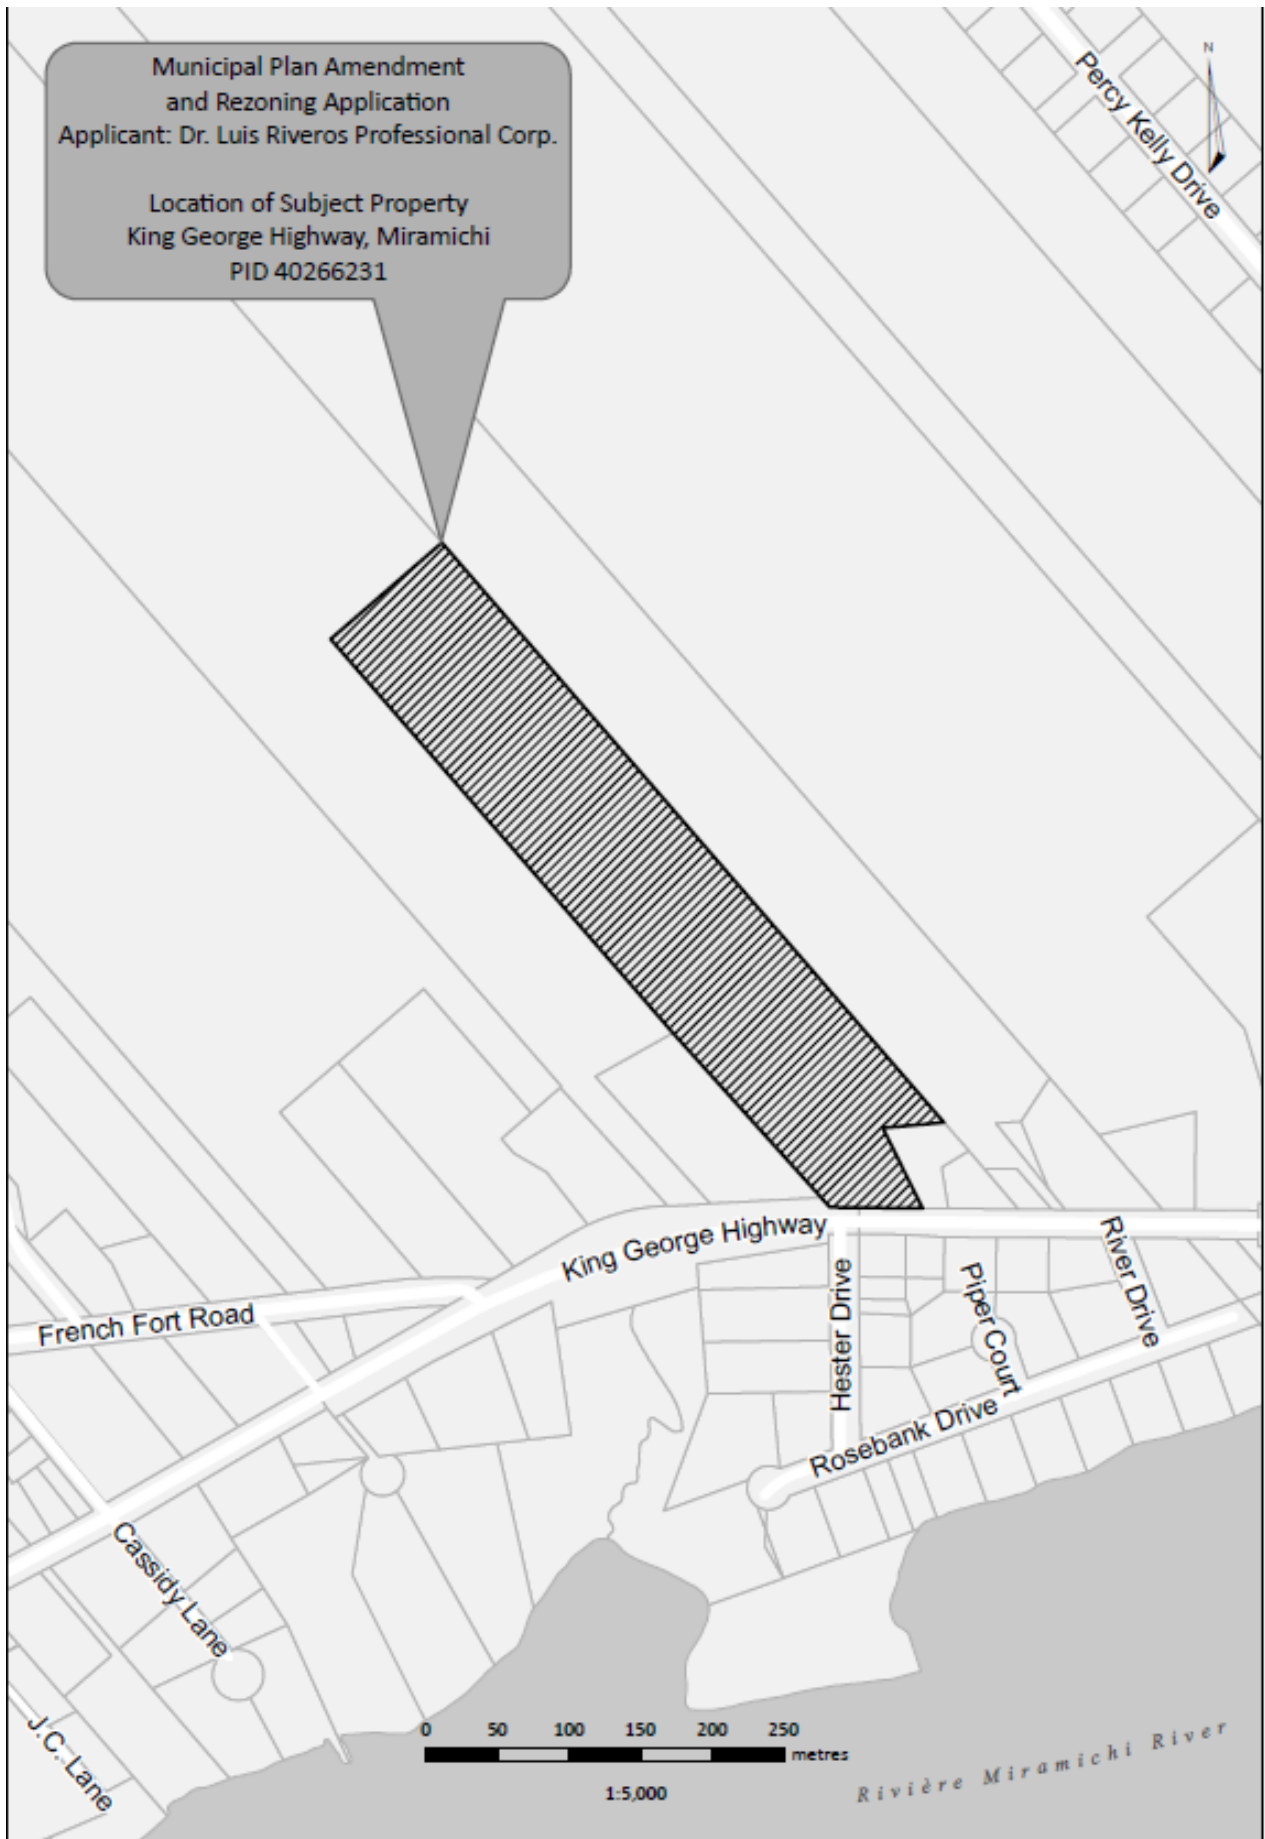 Municipal Plan Amendment
and Rezoning Application
Applicant: Dr. Luis Riveros Professional Corp.
Location of Subject Property
King George Highway, Miramichi
PID 40266231
N
Percy Kelly Drive
King George Highway
French Fort Road
Hester Drive
Piper Court
River Drive
Rosebank Drive
Cassidy Lane
J.C. Lane
0 50 100 150 200 250
metres
1:5,000
Rivière Miramichi River